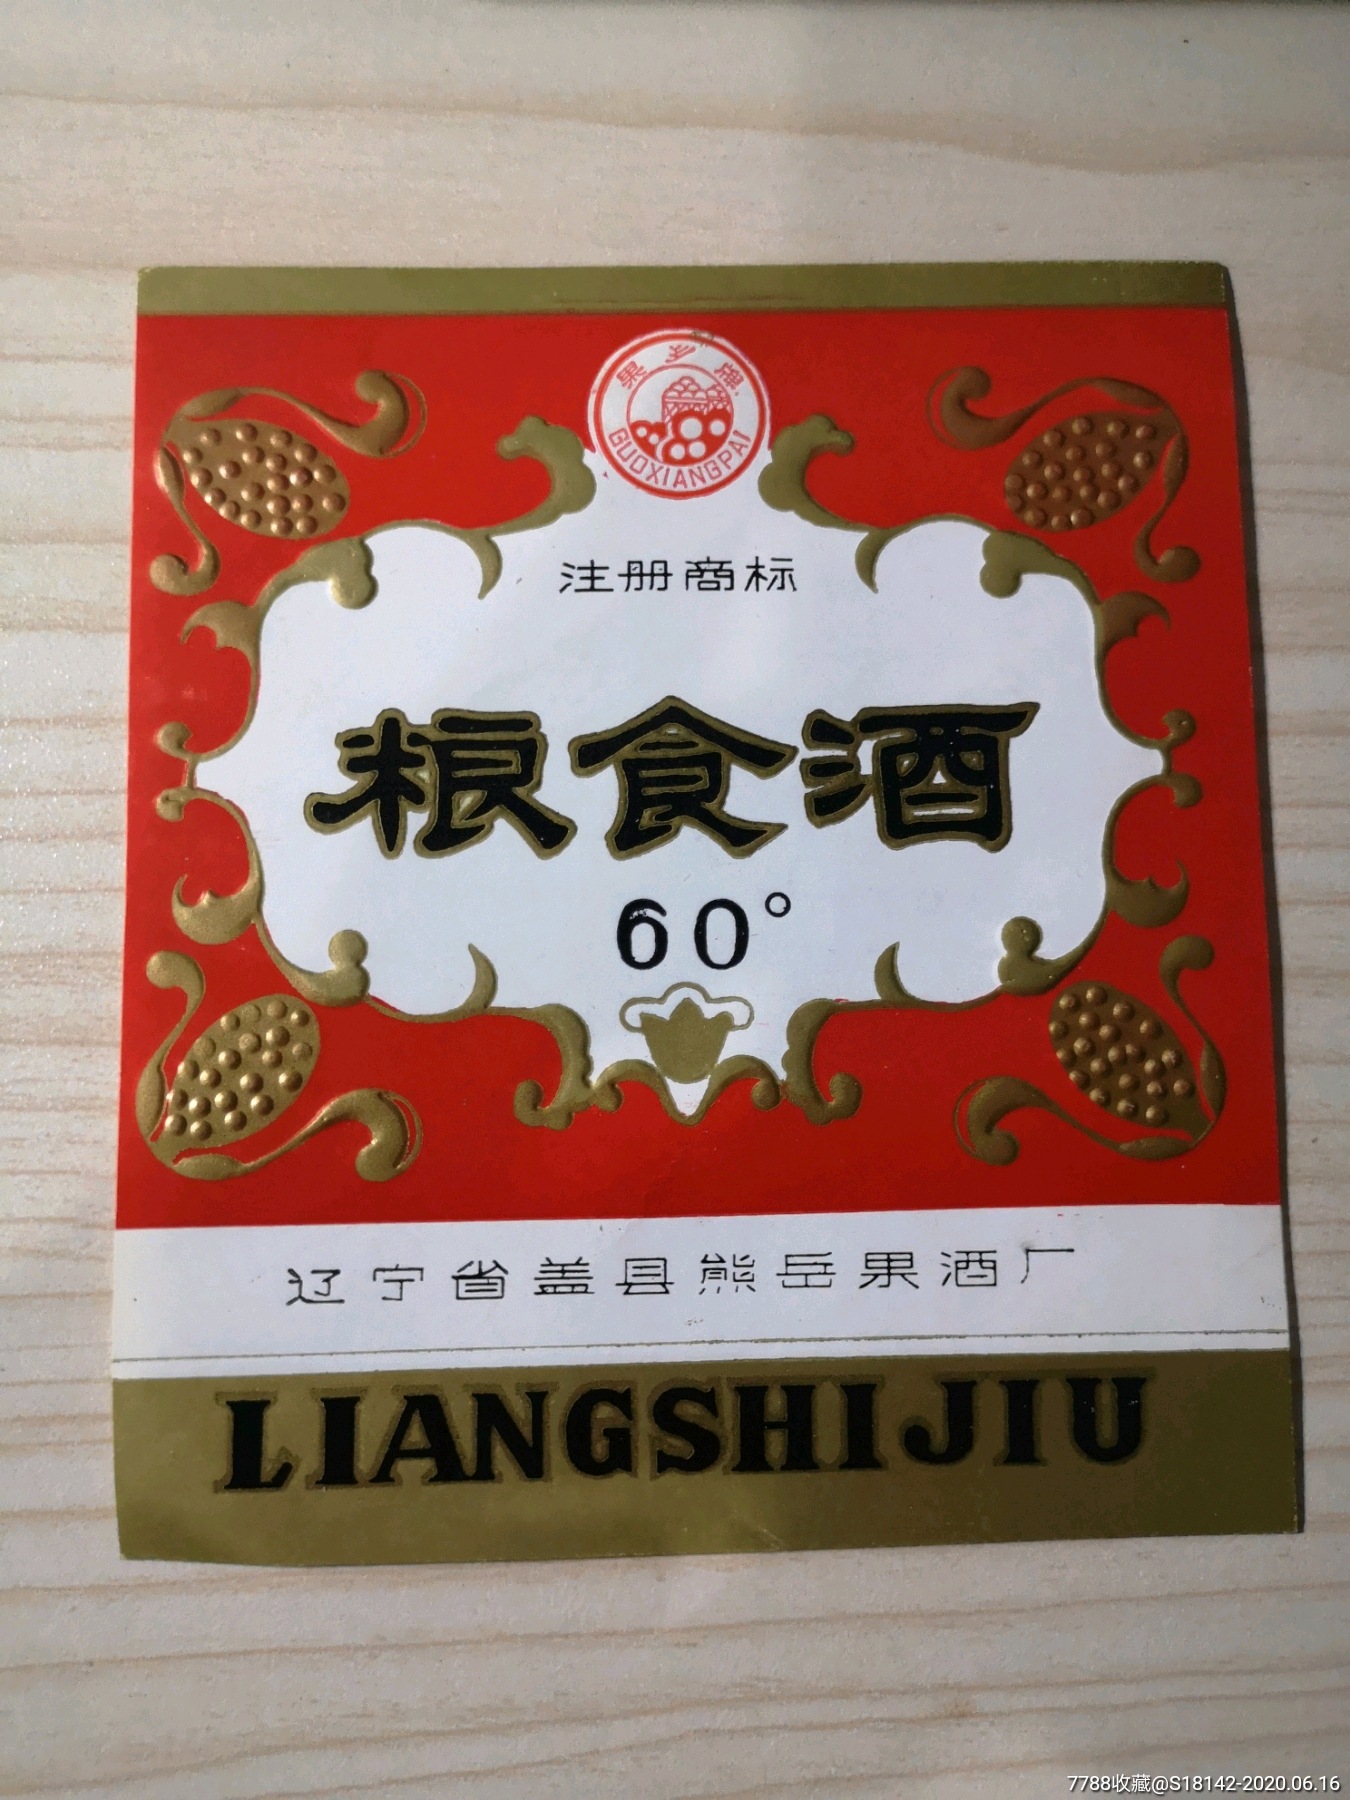 果乡牌
GUOXIANGPAI
注册商标
粮食酒
60°
辽宁省盖县熊岳果酒厂
LIANGSHIJIU
7788收藏@S18142-2020.06.16